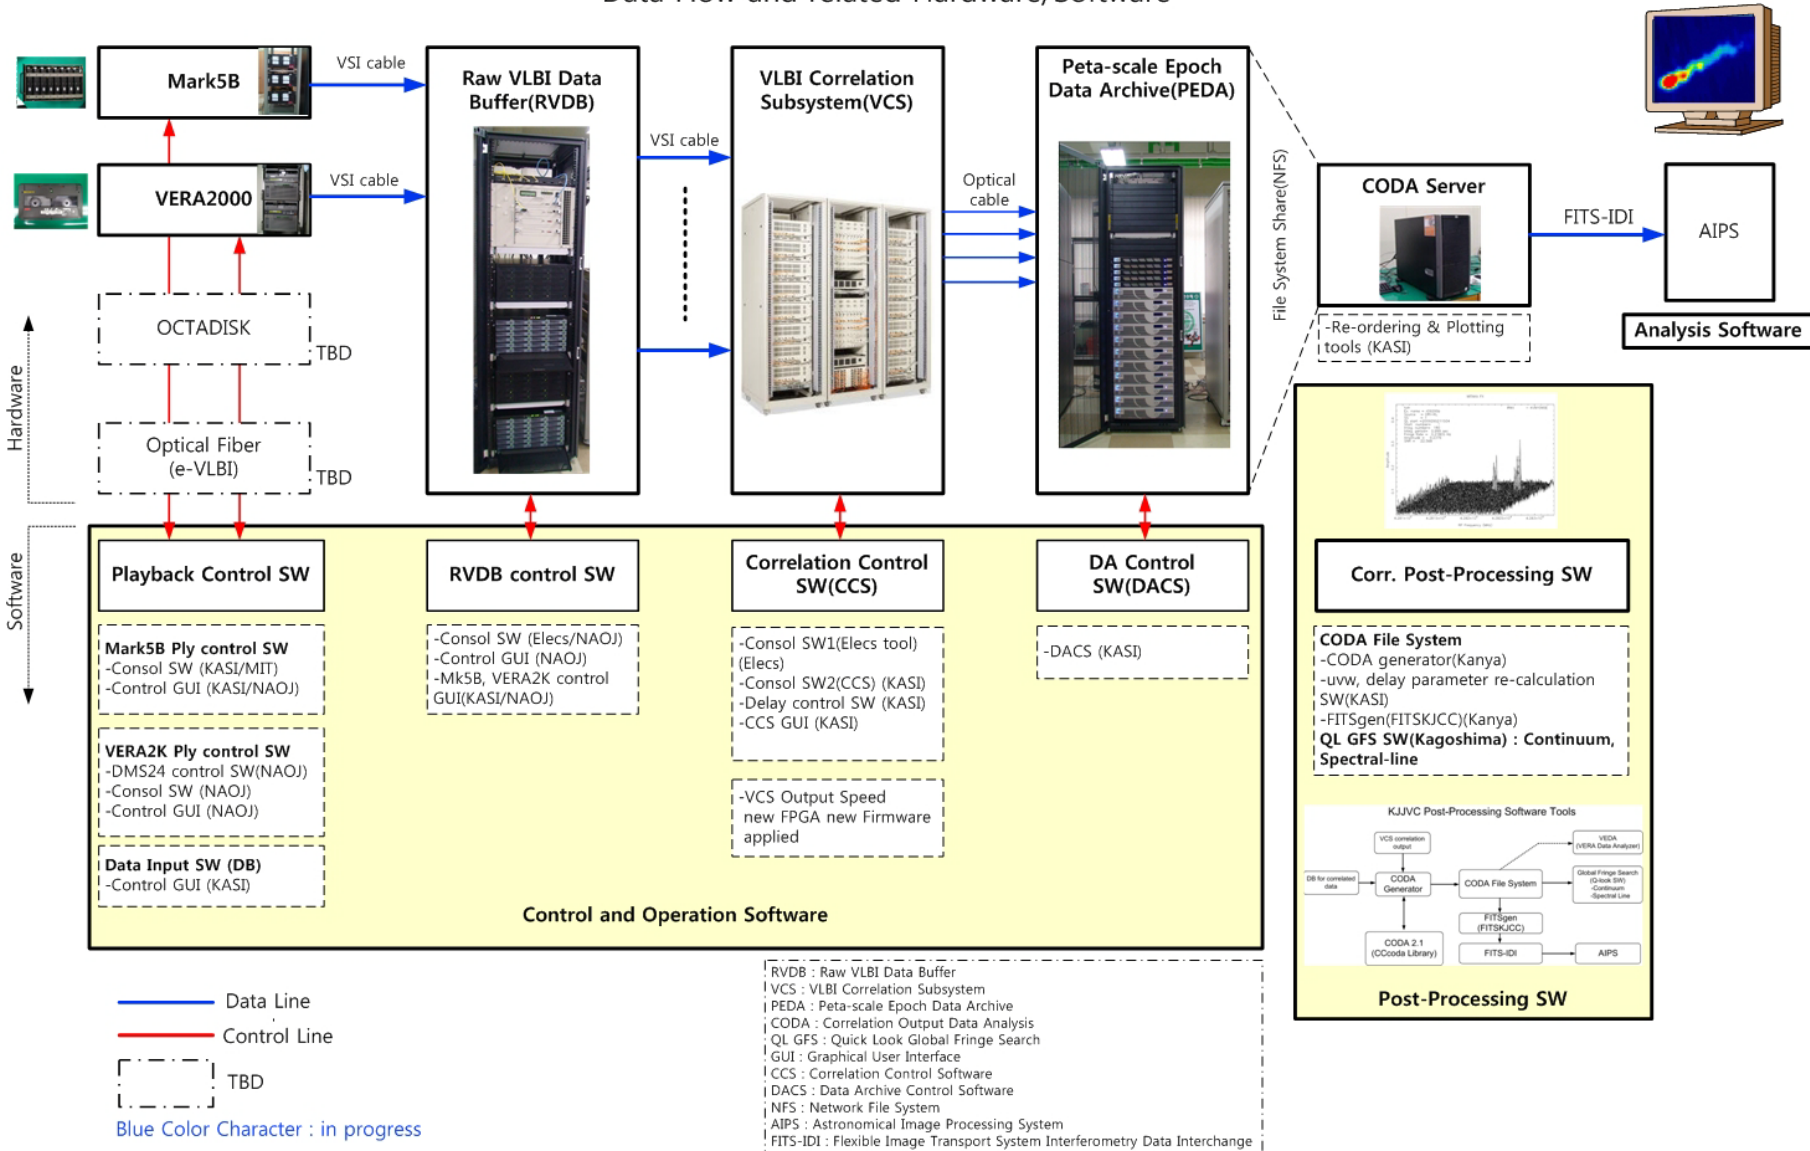 Data Flow and related Hardware/Software
Mark5B
VSI cable
VERA2000
VSI cable
OCTADISK
TBD
Optical Fiber
(e-VLBI)
TBD
Hardware
Software
Raw VLBI Data
Buffer(RVDB)
VSI cable
VLBI Correlation
Subsystem(VCS)
Optical
cable
Peta-scale Epoch
Data Archive(PEDA)
File System Share(NFS)
CODA Server
-Re-ordering & Plotting
tools (KASI)
FITS-IDI
AIPS
Analysis Software
Playback Control SW
Mark5B Ply control SW
-Consol SW (KASI/MIT)
-Control GUI (KASI/NAOJ)
VERA2K Ply control SW
-DMS24 control SW(NAOJ)
-Consol SW (NAOJ)
-Control GUI (NAOJ)
Data Input SW (DB)
-Control GUI (KASI)
RVDB control SW
-Consol SW (Elecs/NAOJ)
-Control GUI (NAOJ)
-Mk5B, VERA2K control
GUI(KASI/NAOJ)
Correlation Control
SW(CCS)
-Consol SW1(Elecs tool)
(Elecs)
-Consol SW2(CCS) (KASI)
-Delay control SW (KASI)
-CCS GUI (KASI)
-VCS Output Speed
new FPGA new Firmware
applied
DA Control
SW(DACS)
-DACS (KASI)
Control and Operation Software
Corr. Post-Processing SW
CODA File System
-CODA generator(Kanya)
-uvw, delay parameter re-calculation
SW(KASI)
-FITSgen(FITSKJCC)(Kanya)
QL GFS SW(Kagoshima) : Continuum,
Spectral-line
KJJVC Post-Processing Software Tools
VCS correlation
output
VEDA
(VERA Data Analyzer)
DB for correlated
data
CODA
Generator
CODA File System
Global Fringe Search
(Q-look SW)
-Continuum
-Spectral Line
FITSgen
(FITSKJCC)
CODA 2.1
(CCcoda Library)
FITS-IDI
AIPS
Post-Processing SW
Data Line
Control Line
TBD
Blue Color Character : in progress
RVDB : Raw VLBI Data Buffer
VCS : VLBI Correlation Subsystem
PEDA : Peta-scale Epoch Data Archive
CODA : Correlation Output Data Analysis
QL GFS : Quick Look Global Fringe Search
GUI : Graphical User Interface
CCS : Correlation Control Software
DACS : Data Archive Control Software
NFS : Network File System
AIPS : Astronomical Image Processing System
FITS-IDI : Flexible Image Transport System Interferometry Data Interchange